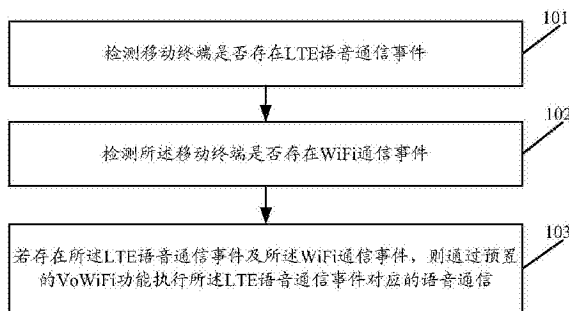 101
检测移动终端是否存在LTE语音通信事件
102
检测所述移动终端是否存在WiFi通信事件
103
若存在所述LTE语音通信事件及所述WiFi通信事件，则通过预置
的VoWiFi功能执行所述LTE语音通信事件对应的语音通信